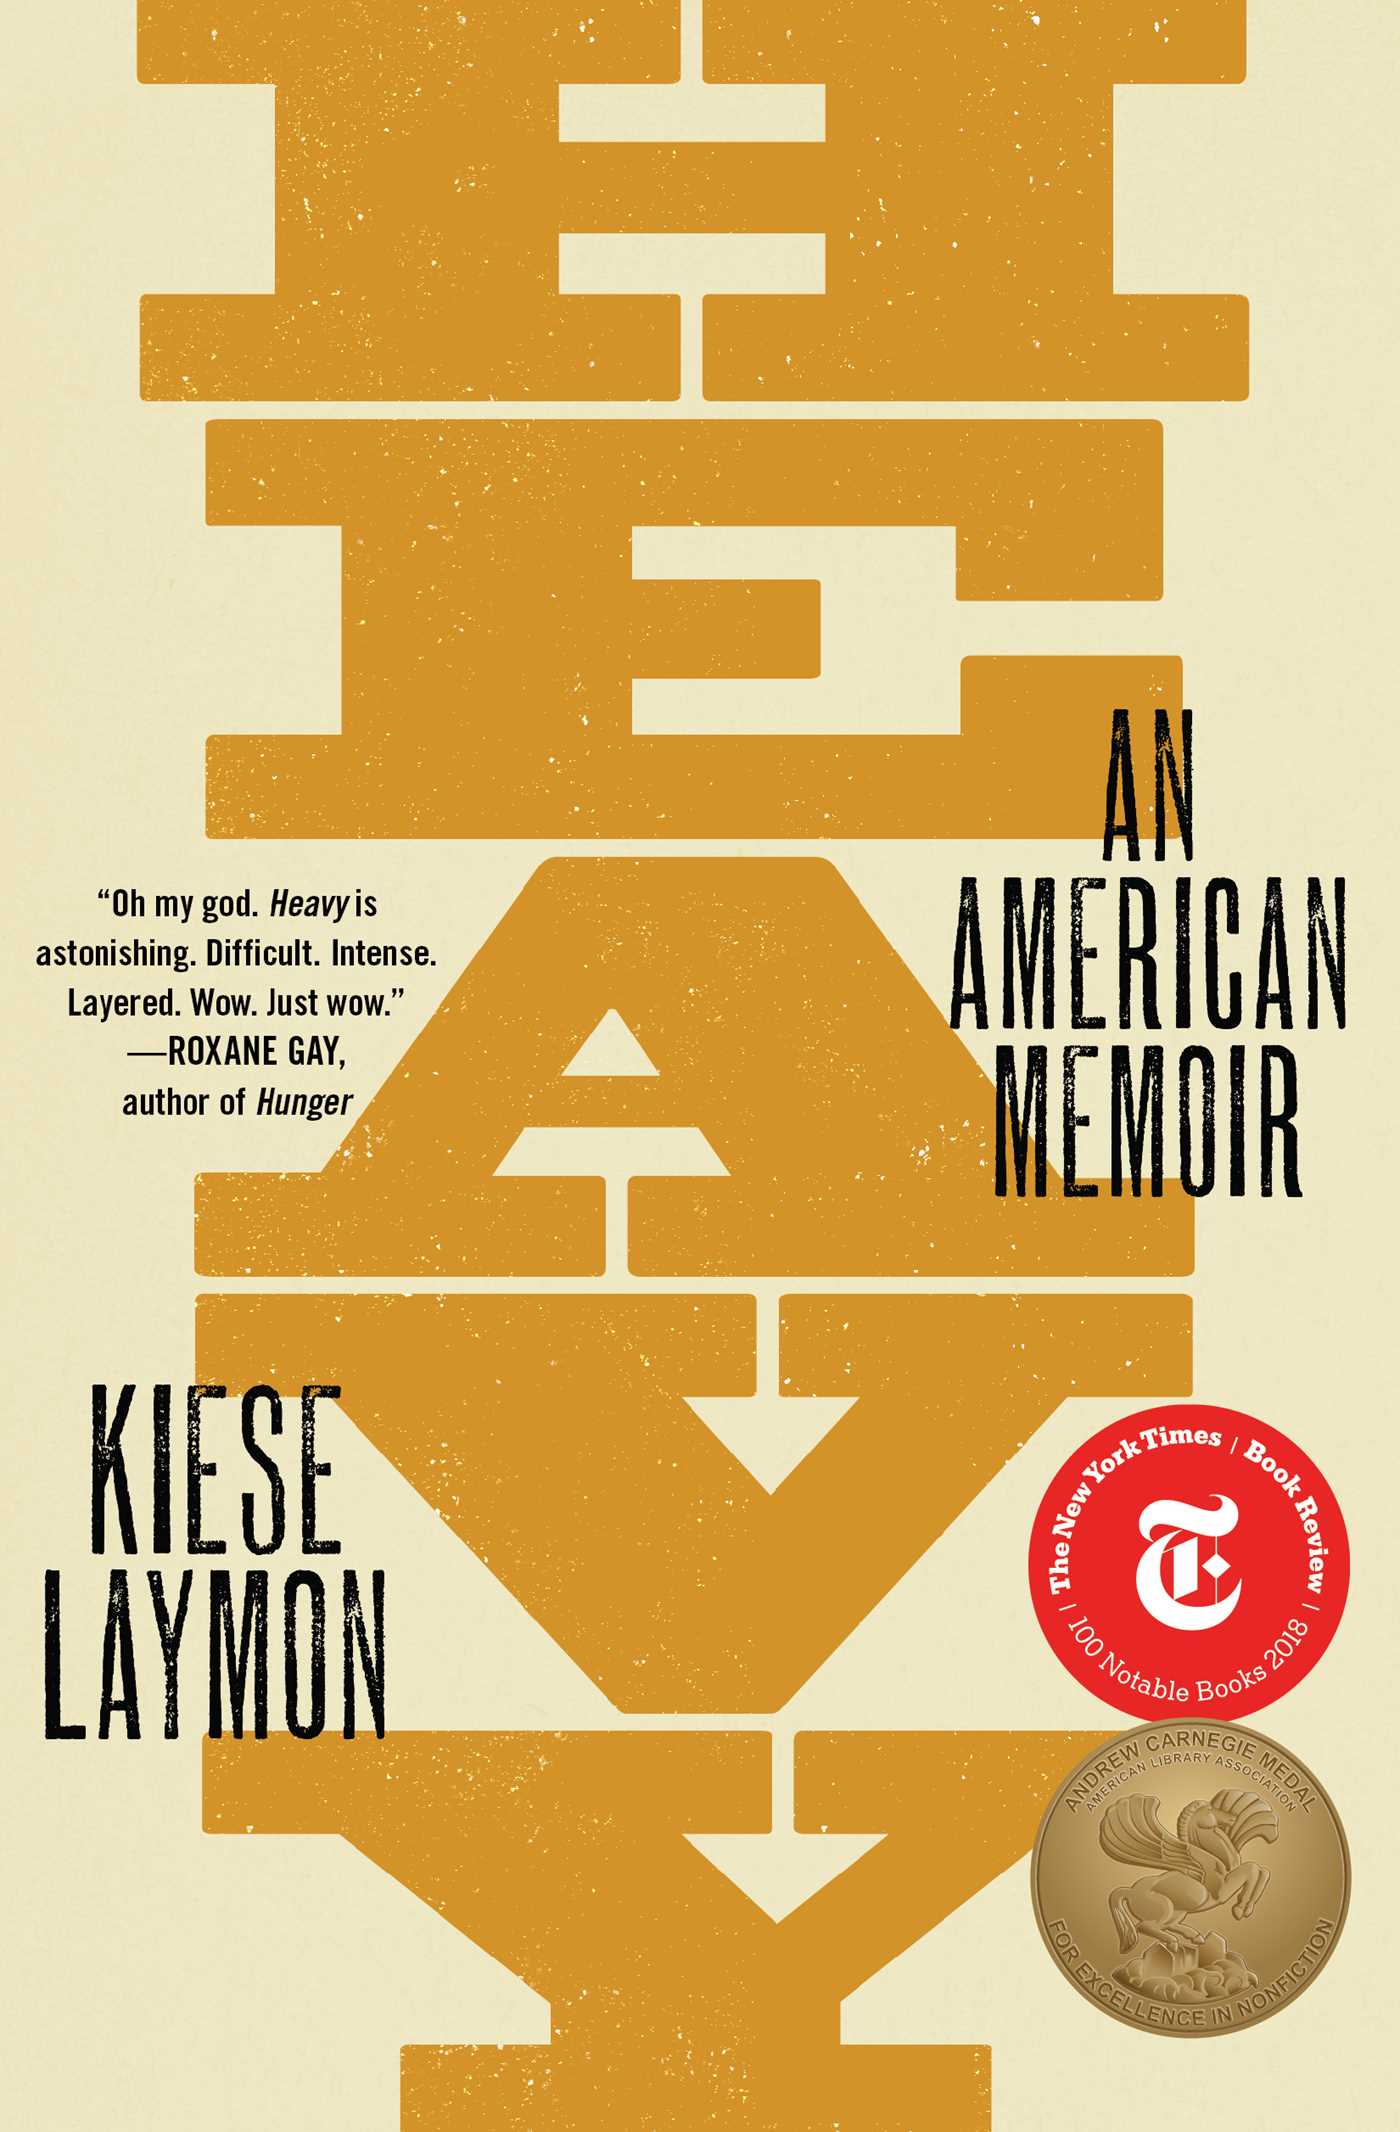 HEAVY
AN
AMERICAN
MEMOIR
“Oh my god. Heavy is
astonishing. Difficult. Intense.
Layered. Wow. Just wow.”
—ROXANE GAY,
author of Hunger
KIESE
LAYMON
The New York Times | Book Review
| 100 Notable Books 2018 |
ANDREW CARNEGIE MEDAL
AMERICAN LIBRARY ASSOCIATION
FOR EXCELLENCE IN NONFICTION